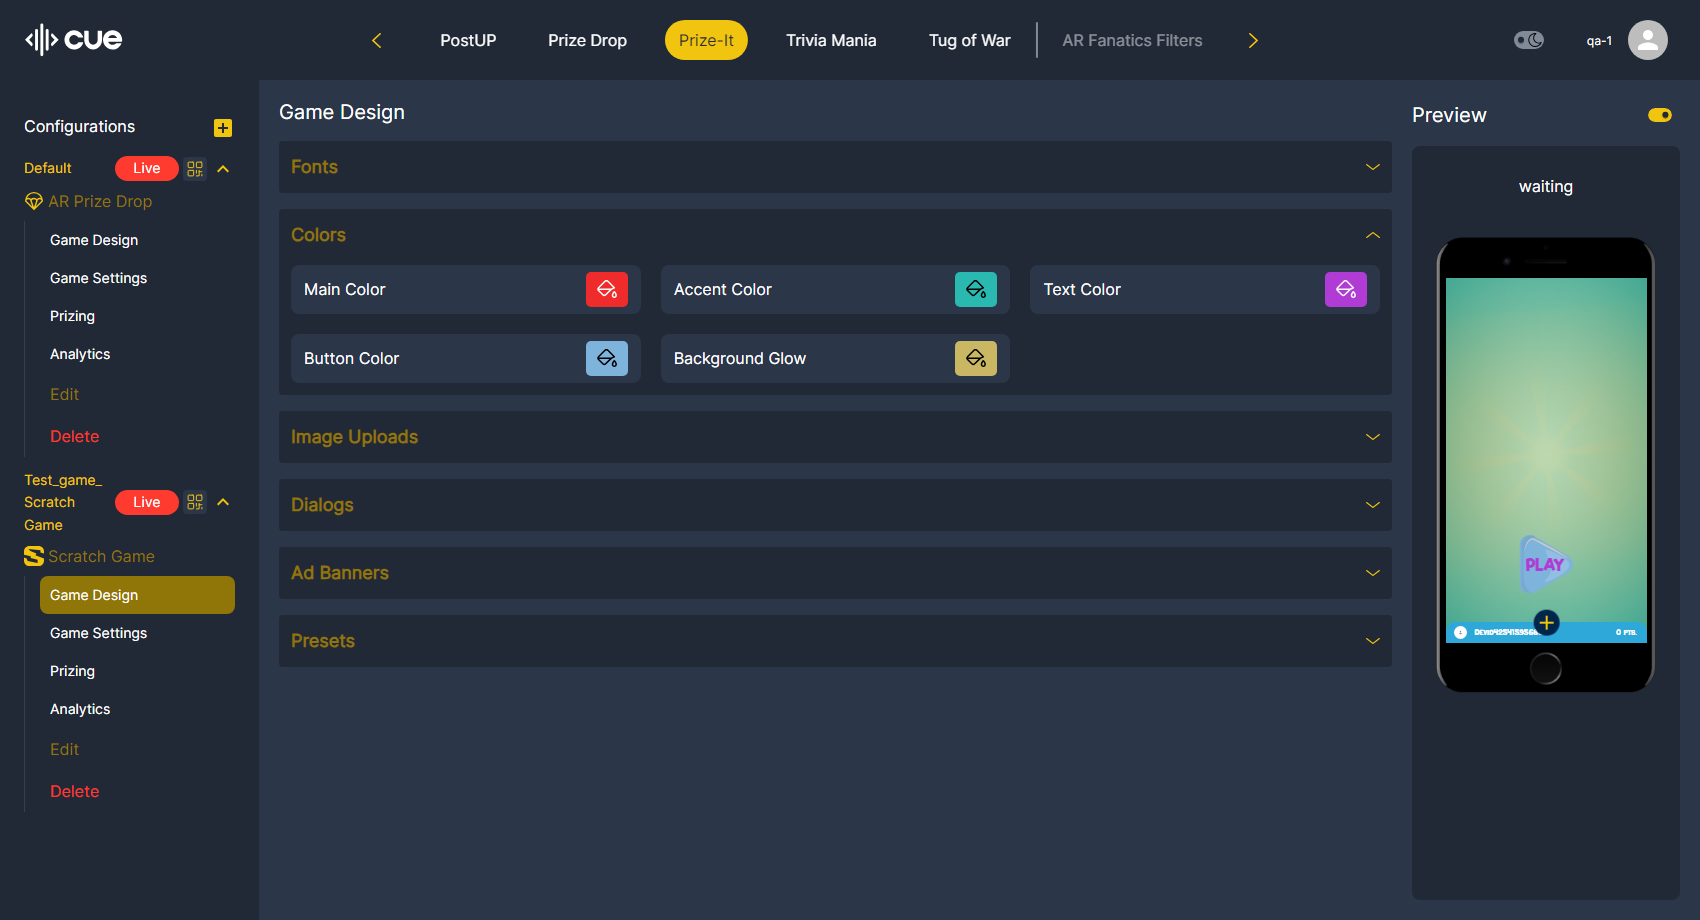 cue
PostUP
Prize Drop
Prize-It
Trivia Mania
Tug of War
AR Fanatics Filters
qa-1
Configurations
Default
Live
AR Prize Drop
Game Design
Game Settings
Prizing
Analytics
Edit
Delete
Test_game_
Scratch
Game
Live
Scratch Game
Game Design
Game Settings
Prizing
Analytics
Edit
Delete
Game Design
Fonts
Colors
Main Color
Accent Color
Text Color
Button Color
Background Glow
Image Uploads
Dialogs
Ad Banners
Presets
Preview
waiting
PLAY
0 PTS.